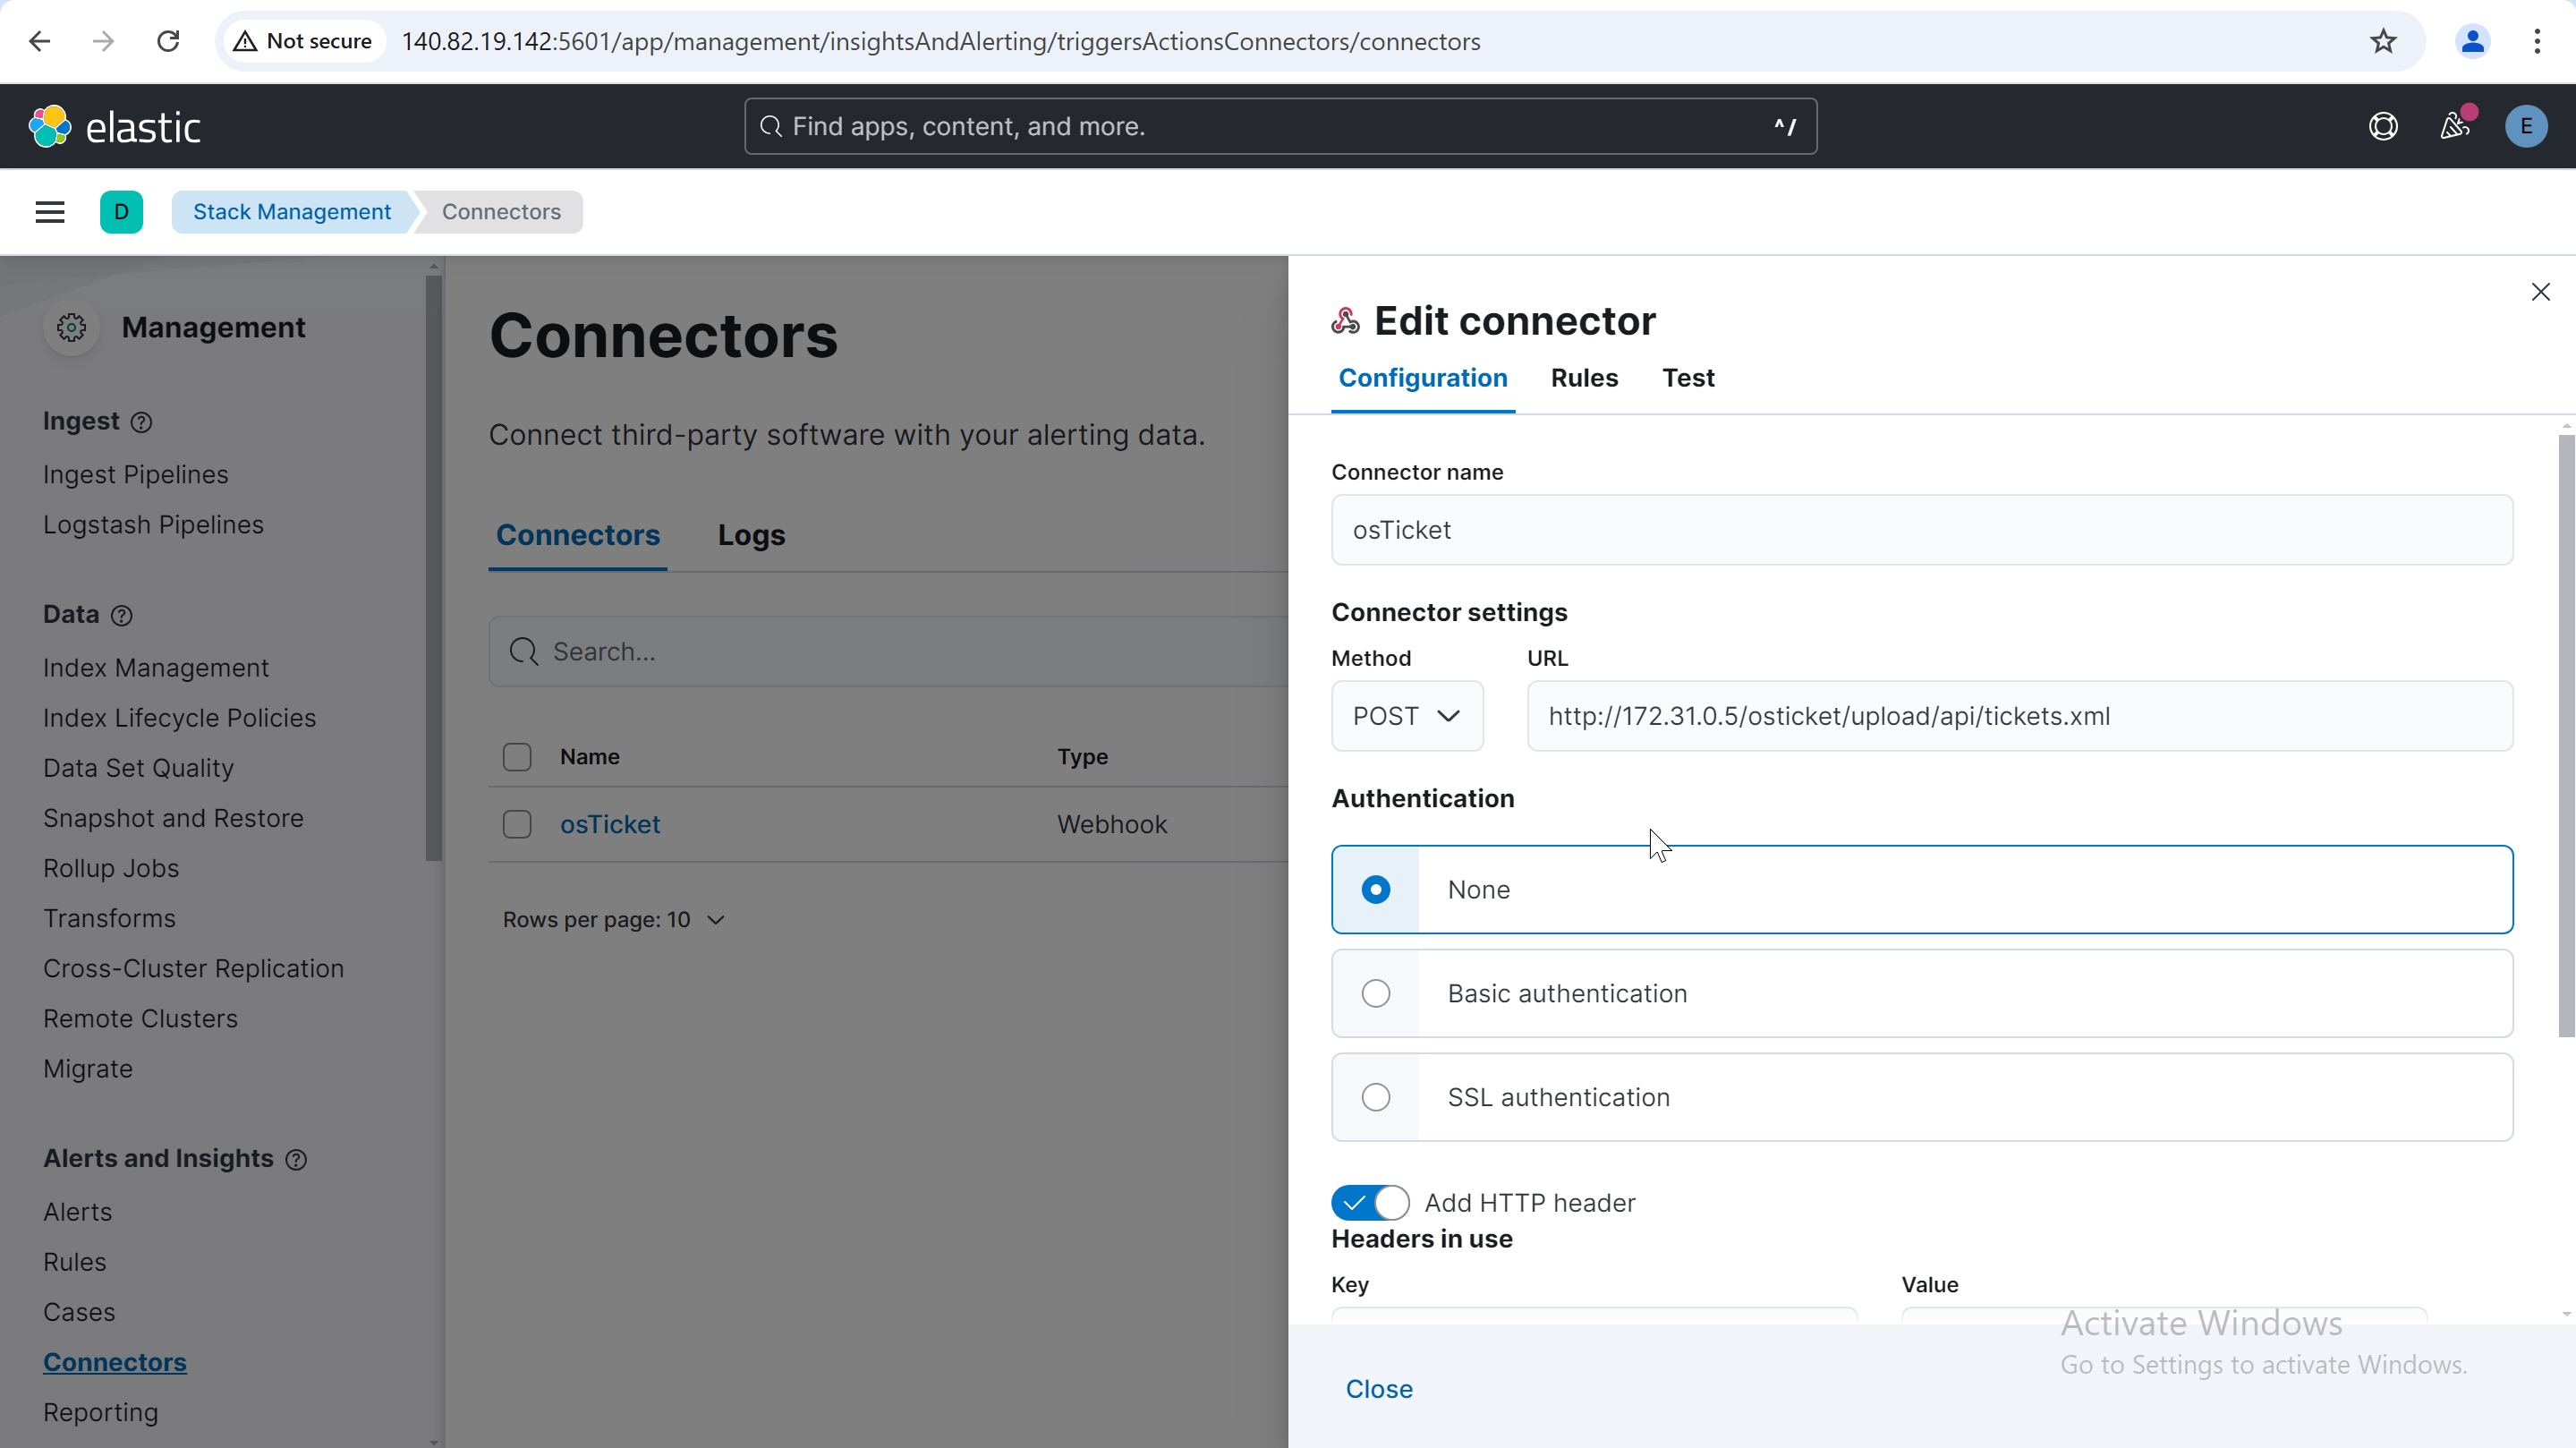 Not secure
140.82.19.142:5601/app/management/insightsAndAlerting/triggersActionsConnectors/connectors
elastic
Find apps, content, and more.
^/
E
D
Stack Management
Connectors
Management
Ingest
Ingest Pipelines
Logstash Pipelines
Data
Index Management
Index Lifecycle Policies
Data Set Quality
Snapshot and Restore
Rollup Jobs
Transforms
Cross-Cluster Replication
Remote Clusters
Migrate
Alerts and Insights
Alerts
Rules
Cases
Connectors
Reporting
Connectors
Connect third-party software with your alerting data.
Connectors Logs
Search...
Name Type
osTicket Webhook
Rows per page: 10
Edit connector
Configuration Rules Test
Connector name
osTicket
Connector settings
Method URL
POST http://172.31.0.5/osticket/upload/api/tickets.xml
Authentication
None
Basic authentication
SSL authentication
Add HTTP header
Headers in use
Key Value
Activate Windows
Go to Settings to activate Windows.
Close